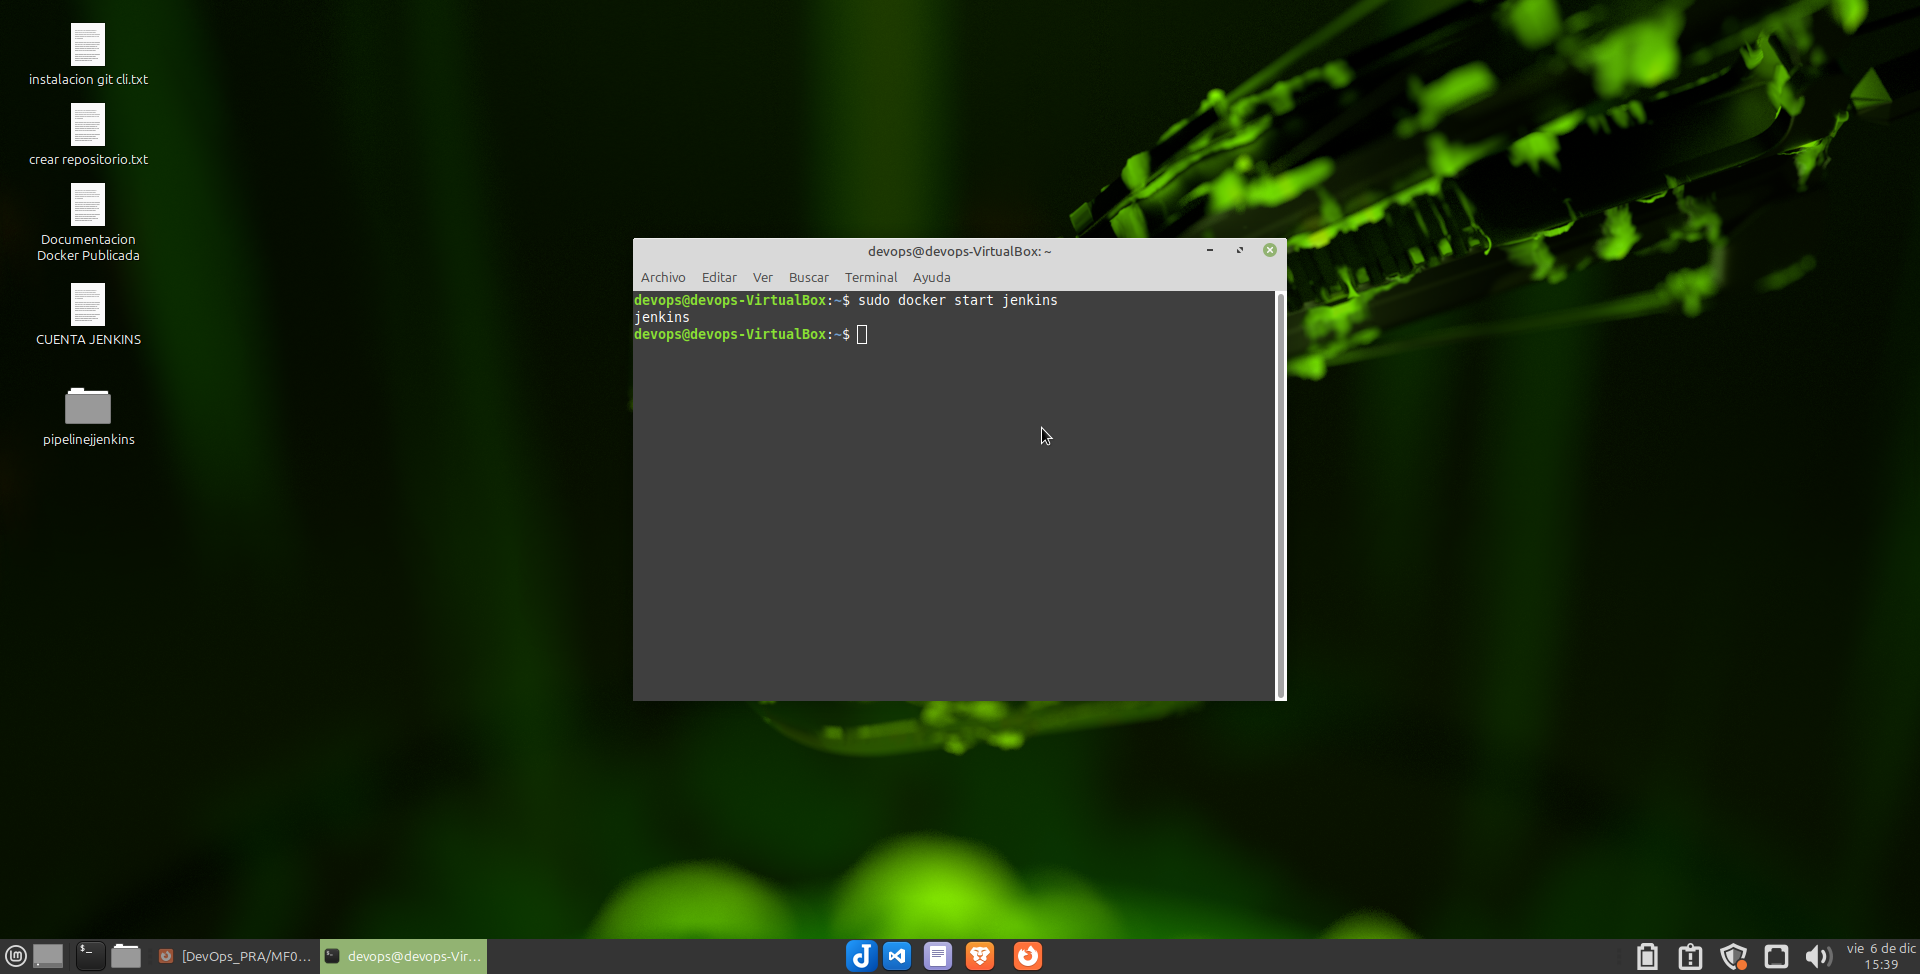 instalacion git cli.txt
crear repositorio.txt
Documentacion
Docker Publicada
CUENTA JENKINS
pipelinejjenkins
devops@devops-VirtualBox: ~
Archivo Editar Ver Buscar Terminal Ayuda
devops@devops-VirtualBox:~$ sudo docker start jenkins
jenkins
devops@devops-VirtualBox:~$
[DevOps_PRA/MF0...
devops@devops-Vir...
vie 6 de dic
15:39